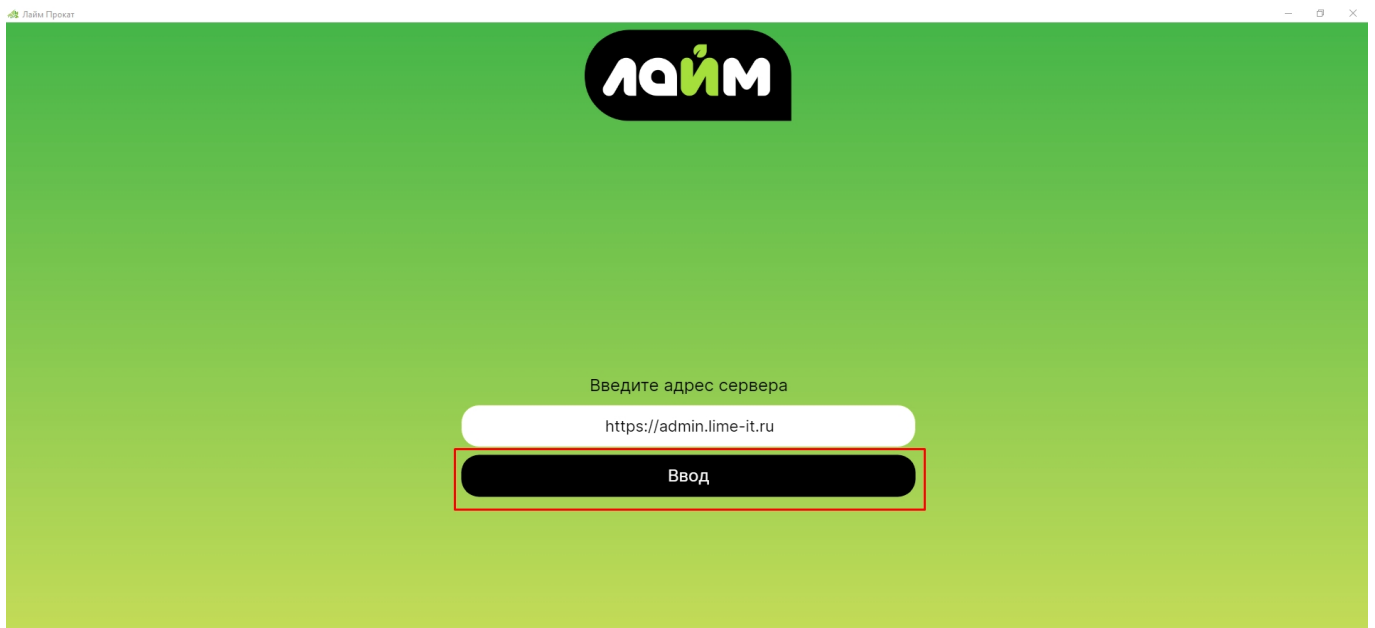 Лайм Прокат
лайм
Введите адрес сервера
https://admin.lime-it.ru
Ввод